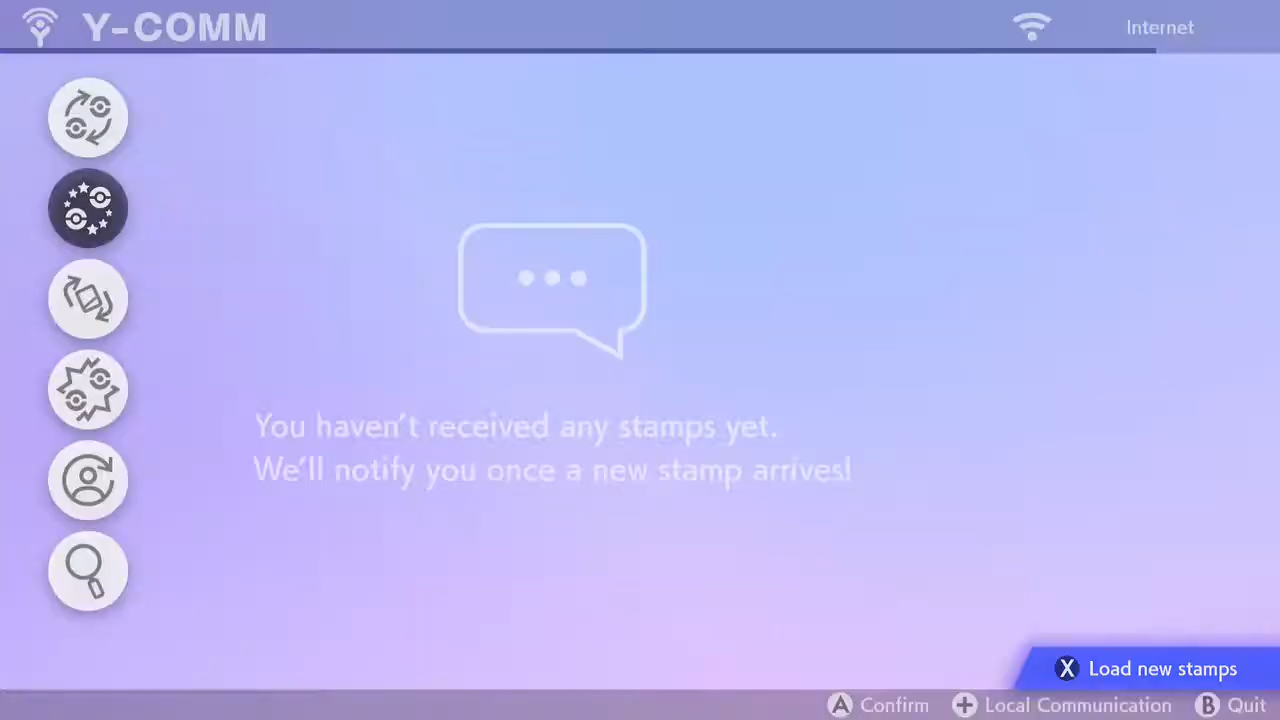 Y-COMM
Internet
You haven't received any stamps yet.
We'll notify you once a new stamp arrives!
X Load new stamps
A Confirm + Local Communication B Quit